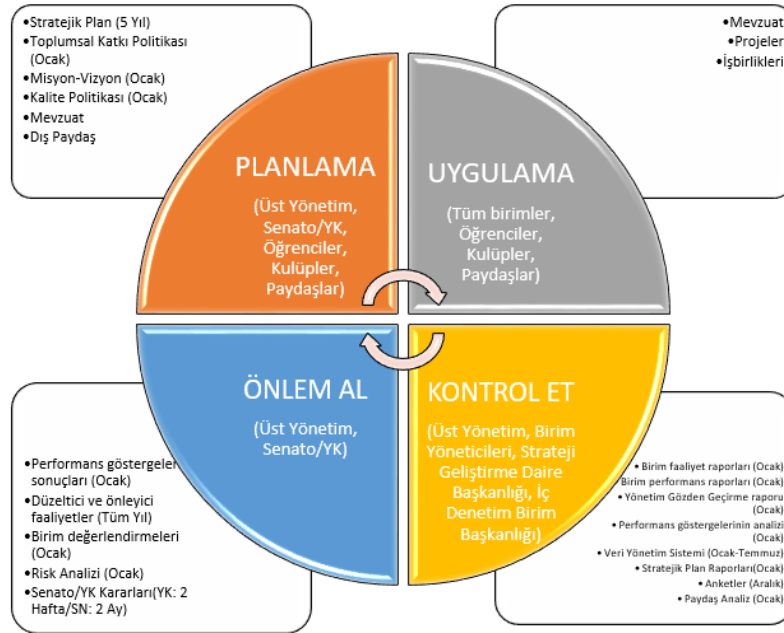 •Stratejik Plan (5 Yıl)
•Toplumsal Katkı Politikası
(Ocak)
•Misyon-Vizyon (Ocak)
•Kalite Politikası (Ocak)
•Mevzuat
•Dış Paydaş
•Mevzuat
•Projeler
•İşbirlikleri
PLANLAMA
(Üst Yönetim,
Senato/YK,
Öğrenciler,
Kulüpler,
Paydaşlar)
UYGULAMA
(Tüm birimler,
Öğrenciler,
Kulüpler,
Paydaşlar)
ÖNLEM AL
(Üst Yönetim,
Senato/YK)
KONTROL ET
(Üst Yönetim, Birim
Yöneticileri, Strateji
Geliştirme Daire
Başkanlığı, İç
Denetim Birim
Başkanlığı)
•Performans göstergeler
sonuçları (Ocak)
•Düzeltici ve önleyici
faaliyetler (Tüm Yıl)
•Birim değerlendirmeleri
(Ocak)
•Risk Analizi (Ocak)
•Senato/YK Kararları(YK: 2
Hafta/SN: 2 Ay)
• Birim faaliyet raporları (Ocak)
Birim performans raporları (Ocak)
• Yönetim Gözden Geçirme raporu
(Ocak)
• Performans göstergelerinin analizi
(Ocak)
• Veri Yönetim Sistemi (Ocak-Temmuz)
• Stratejik Plan Raporları(Ocak)
• Anketler (Aralık)
• Paydaş Analiz (Ocak)